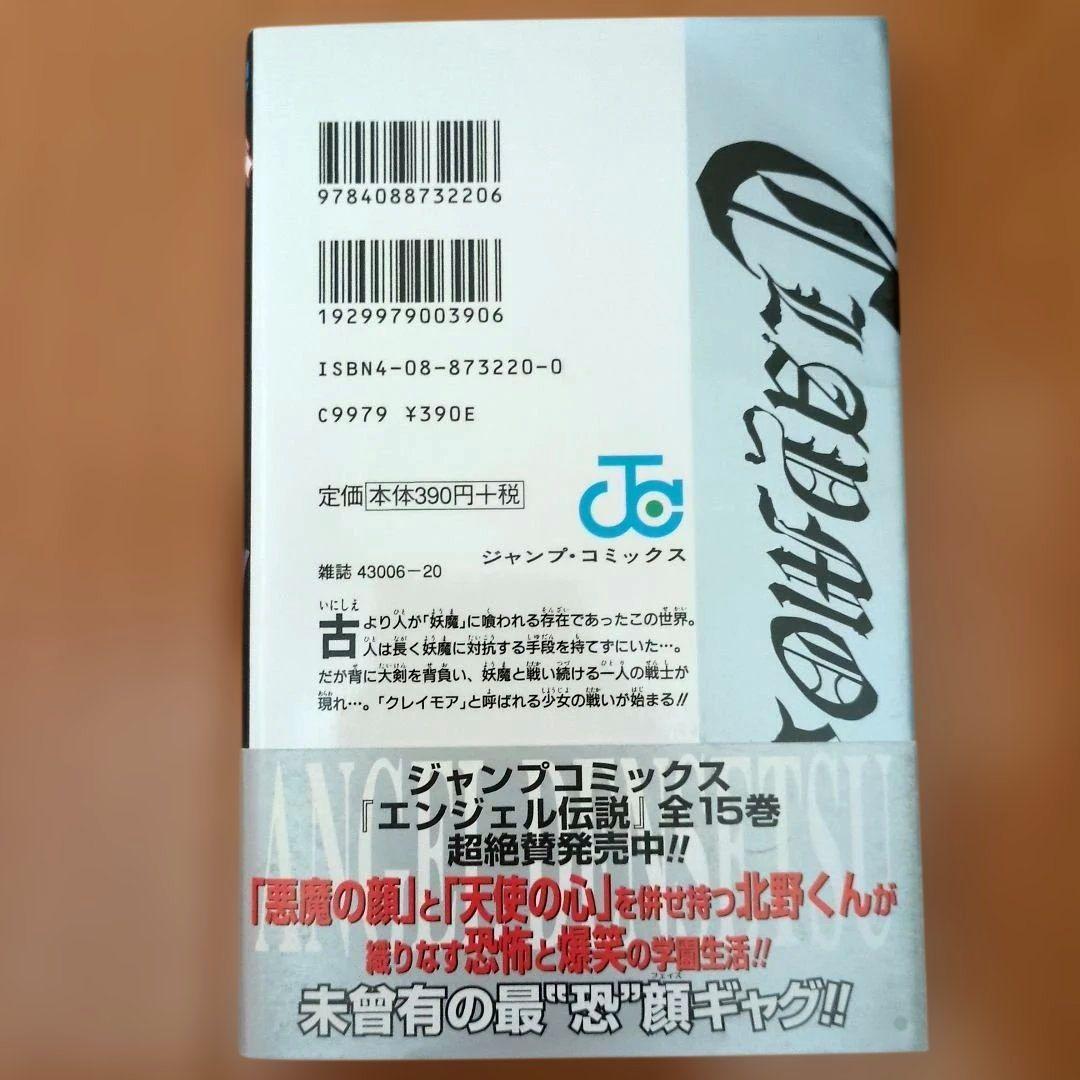 9784088732206
1929979003906
ISBN4-08-873220-0
C9979 ¥390E
定価 本体390円+税
JC
ジャンプ・コミックス
雑誌 43006-20
古より人が「妖魔」に喰われる存在であったこの世界。
人は長く妖魔に対抗する手段を持てずにいた…。
だが背に大剣を背負い、妖魔と戦い続ける一人の戦士が
現れ…。「クレイモア」と呼ばれる少女の戦いが始まる!!
CLAYMO
ANGEL DENSETSU
ジャンプコミックス
『エンジェル伝説』全15巻
超絶賛発売中!!
「悪魔の顔」と「天使の心」を併せ持つ北野くんが
織りなす恐怖と爆笑の学園生活!!
未曾有の最“恐”顔ギャグ!!